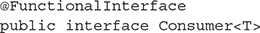 @FunctionalInterface
public interface Consumer<T>